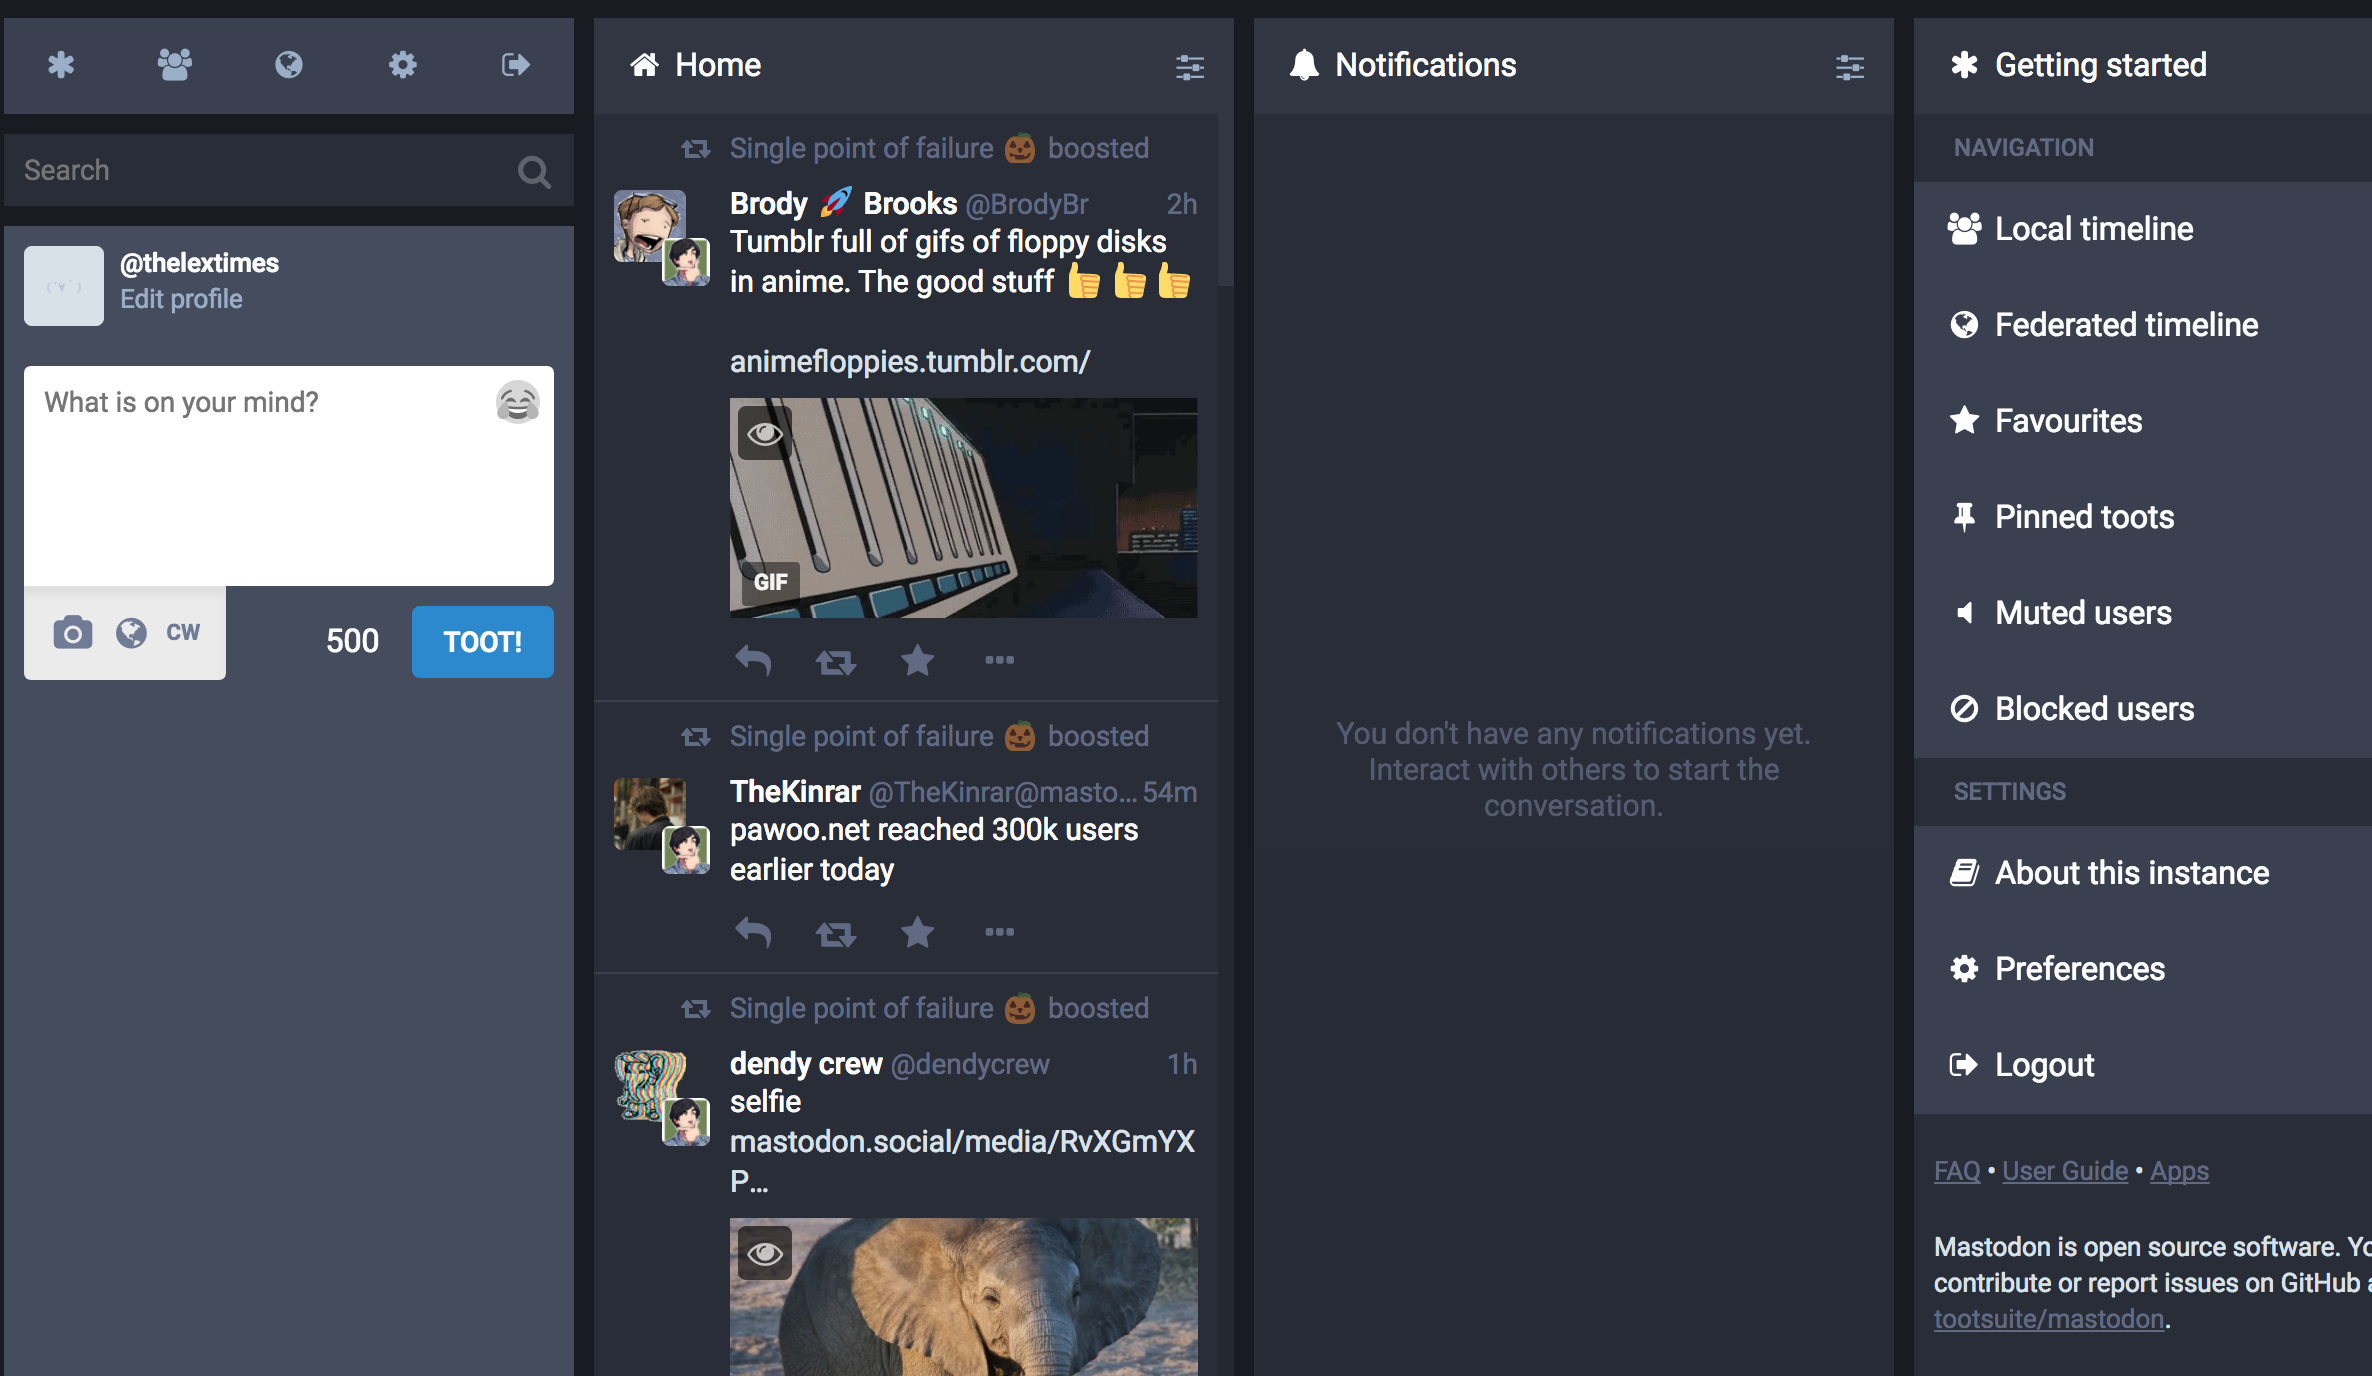 Search
@thelextimes
Edit profile
What is on your mind?
CW
500
TOOT!
Home
Single point of failure 🎃 boosted
Brody 🚀 Brooks @BrodyBr 2h
Tumblr full of gifs of floppy disks
in anime. The good stuff 👍 👍 👍
animefloppies.tumblr.com/
GIF
Single point of failure 🎃 boosted
TheKinrar @TheKinrar@masto... 54m
pawoo.net reached 300k users
earlier today
Single point of failure 🎃 boosted
dendy crew @dendycrew 1h
selfie
mastodon.social/media/RvXGmYX
P...
Notifications
You don't have any notifications yet.
Interact with others to start the
conversation.
Getting started
NAVIGATION
Local timeline
Federated timeline
Favourites
Pinned toots
Muted users
Blocked users
SETTINGS
About this instance
Preferences
Logout
FAQ • User Guide • Apps
Mastodon is open source software.
contribute or report issues on GitHub
tootsuite/mastodon.